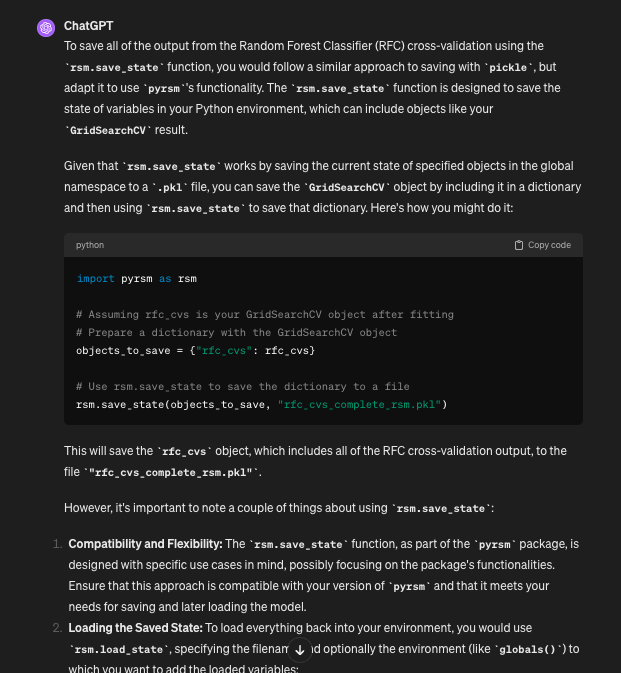 ChatGPT
To save all of the output from the Random Forest Classifier (RFC) cross-validation using the
`rsm.save_state` function, you would follow a similar approach to saving with `pickle`, but
adapt it to use `pyrsm`'s functionality. The `rsm.save_state` function is designed to save the
state of variables in your Python environment, which can include objects like your
`GridSearchCV` result.
Given that `rsm.save_state` works by saving the current state of specified objects in the global
namespace to a `.pkl` file, you can save the `GridSearchCV` object by including it in a dictionary
and then using `rsm.save_state` to save that dictionary. Here's how you might do it:
python
Copy code
import pyrsm as rsm
# Assuming rfc_cvs is your GridSearchCV object after fitting
# Prepare a dictionary with the GridSearchCV object
objects_to_save = {"rfc_cvs": rfc_cvs}
# Use rsm.save_state to save the dictionary to a file
rsm.save_state(objects_to_save, "rfc_cvs_complete_rsm.pkl")
This will save the `rfc_cvs` object, which includes all of the RFC cross-validation output, to the
file `"rfc_cvs_complete_rsm.pkl"`.
However, it's important to note a couple of things about using `rsm.save_state`:
1. Compatibility and Flexibility: The `rsm.save_state` function, as part of the `pyrsm` package, is
designed with specific use cases in mind, possibly focusing on the package's functionalities.
Ensure that this approach is compatible with your version of `pyrsm` and that it meets your
needs for saving and later loading the model.
2. Loading the Saved State: To load everything back into your environment, you would use
`rsm.load_state`, specifying the optionally the environment (like `globals()`) to
which you want to add the loaded variables: